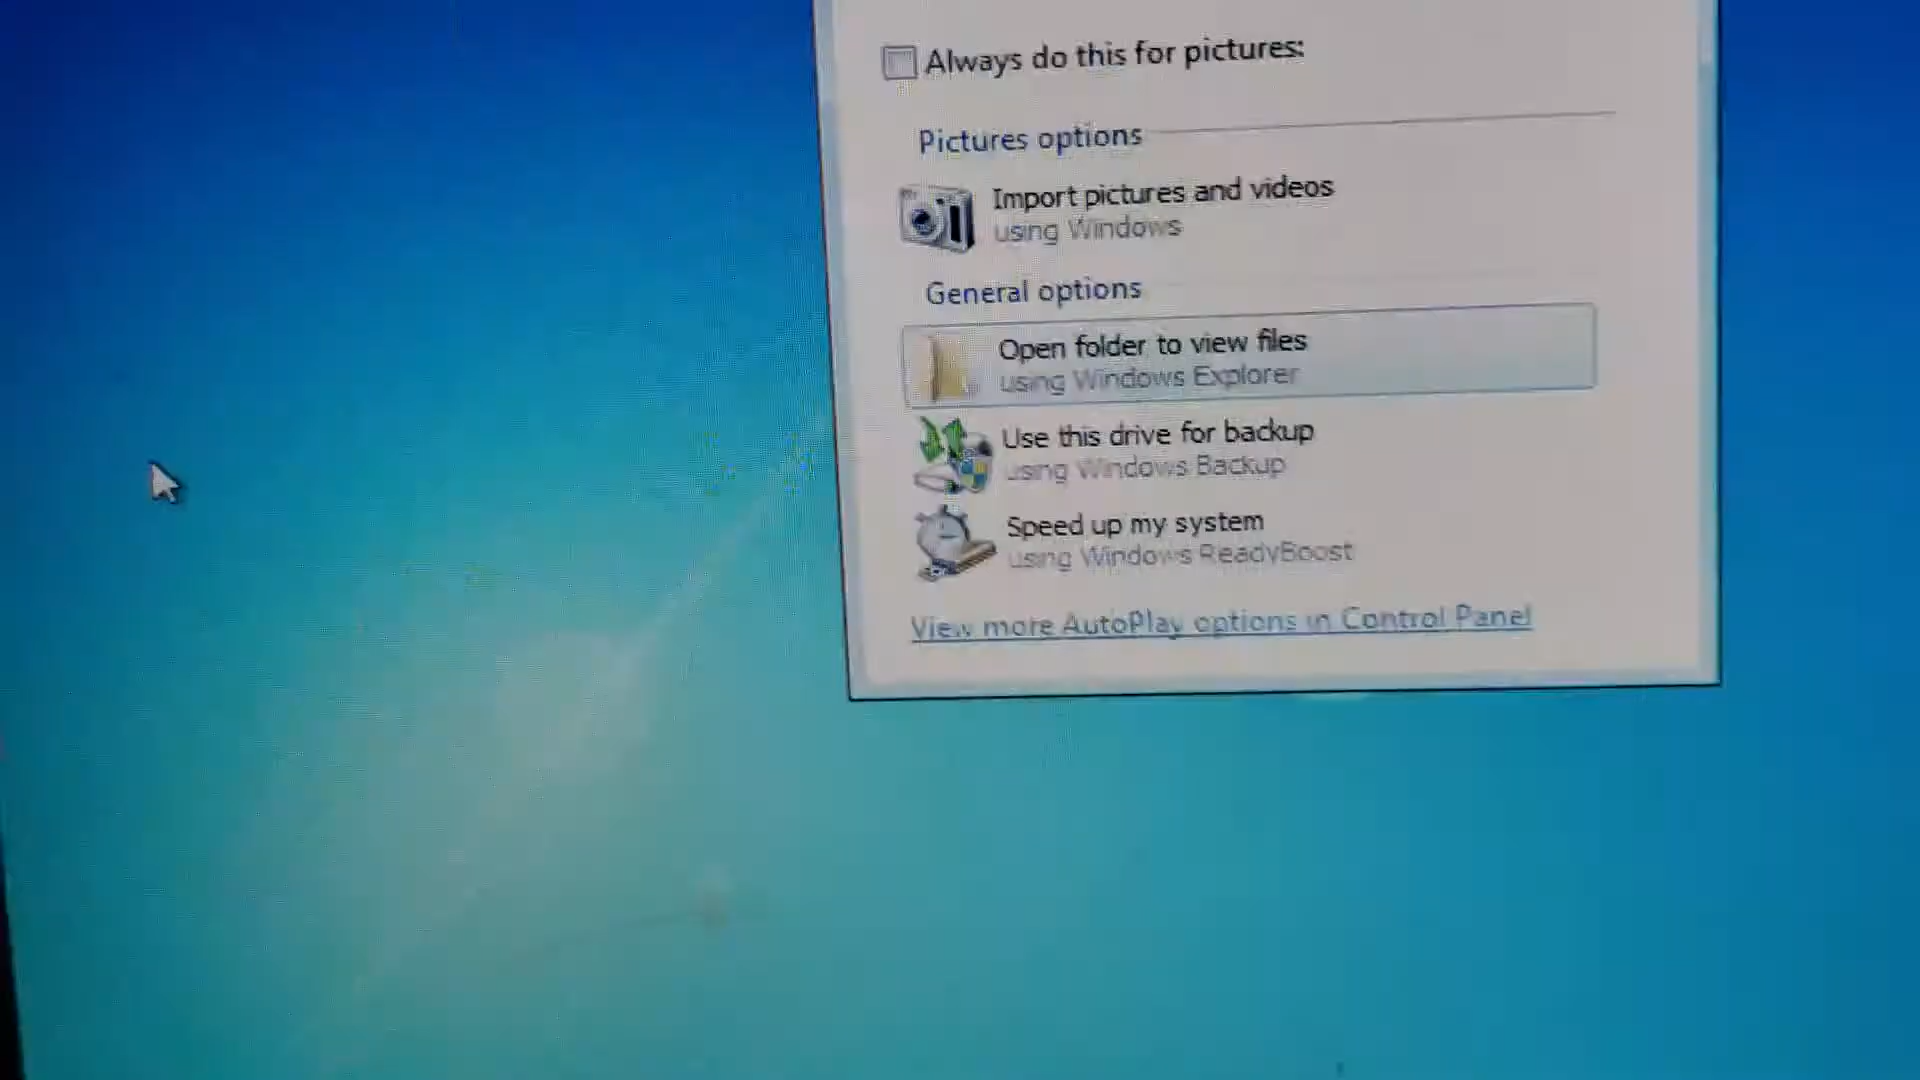 Always do this for pictures:
Pictures options
Import pictures and videos
using Windows
General options
Open folder to view files
using Windows Explorer
Use this drive for backup
using Windows Backup
Speed up my system
using Windows ReadyBoost
View more AutoPlay options in Control Panel